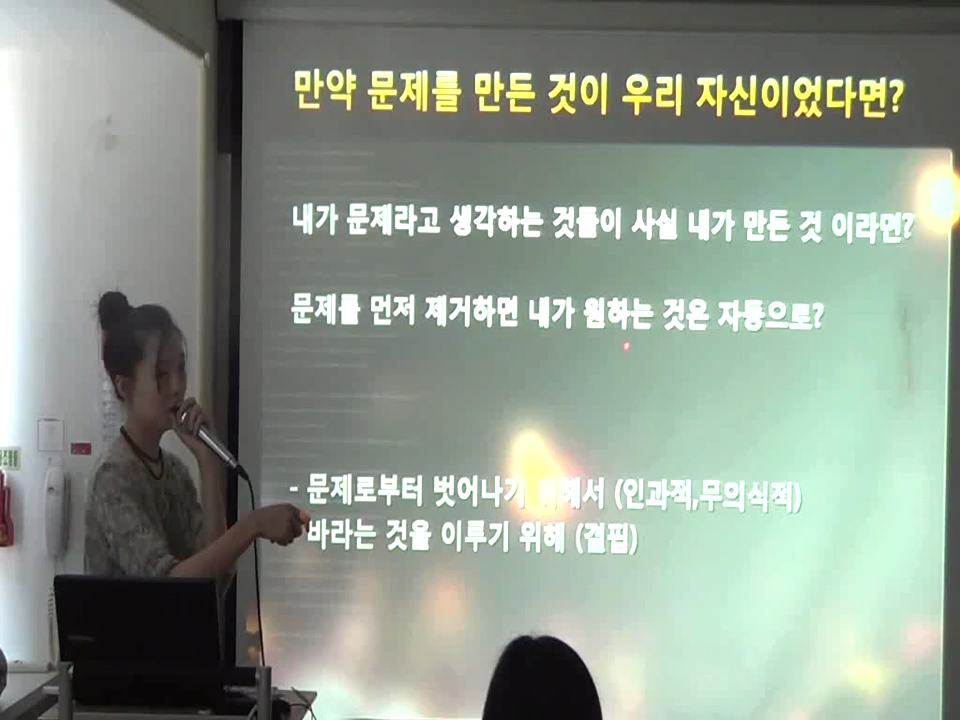 만약 문제를 만든 것이 우리 자신이었다면?
내가 문제라고 생각하는 것들이 사실 내가 만든 것 이라면?
문제를 먼저 제거하면 내가 원하는 것은 자동으로?
- 문제로부터 벗어나기 위해서 (인과적,무의식적)
바라는 것을 이루기 위해 (결핍)